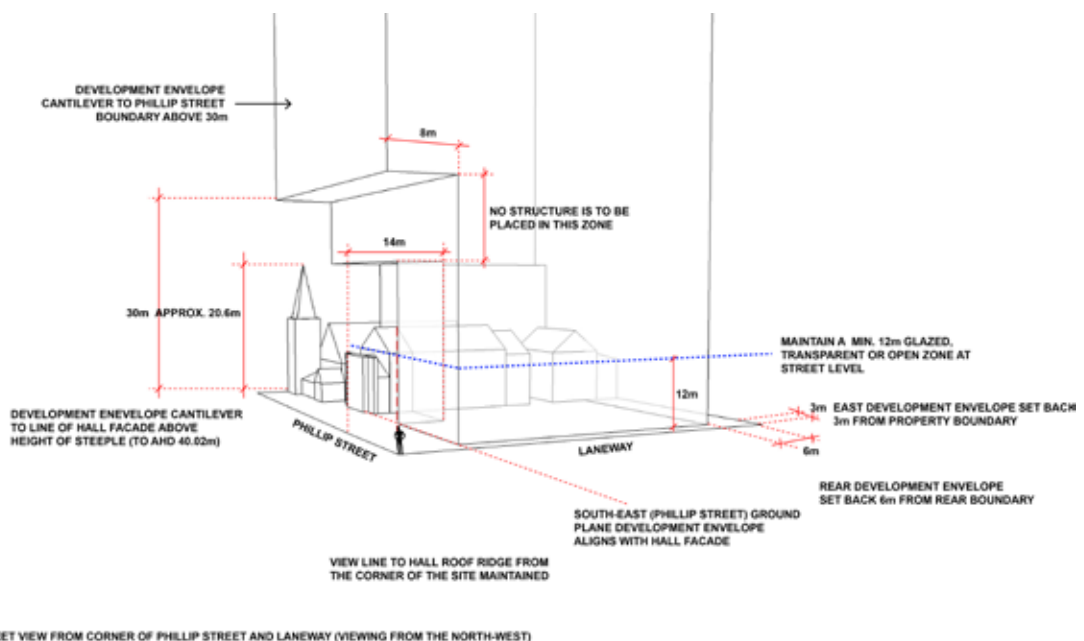 DEVELOPMENT ENVELOPE
CANTILEVER TO PHILLIP STREET
BOUNDARY ABOVE 30m
8m
NO STRUCTURE IS TO BE
PLACED IN THIS ZONE
14m
30m APPROX. 20.6m
MAINTAIN A MIN. 12m GLAZED,
TRANSPARENT OR OPEN ZONE AT
STREET LEVEL
12m
DEVELOPMENT ENEVELOPE CANTILEVER
TO LINE OF HALL FACADE ABOVE
HEIGHT OF STEEPLE (TO AHD 40.02m)
PHILLIP STREET
LANEWAY
3m EAST DEVELOPMENT ENVELOPE SET BACK
3m FROM PROPERTY BOUNDARY
6m
REAR DEVELOPMENT ENVELOPE
SET BACK 6m FROM REAR BOUNDARY
SOUTH-EAST (PHILLIP STREET) GROUND
PLANE DEVELOPMENT ENVELOPE
ALIGNS WITH HALL FACADE
VIEW LINE TO HALL ROOF RIDGE FROM
THE CORNER OF THE SITE MAINTAINED
VIEW FROM CORNER OF PHILLIP STREET AND LANEWAY (VIEWING FROM THE NORTH-WEST)